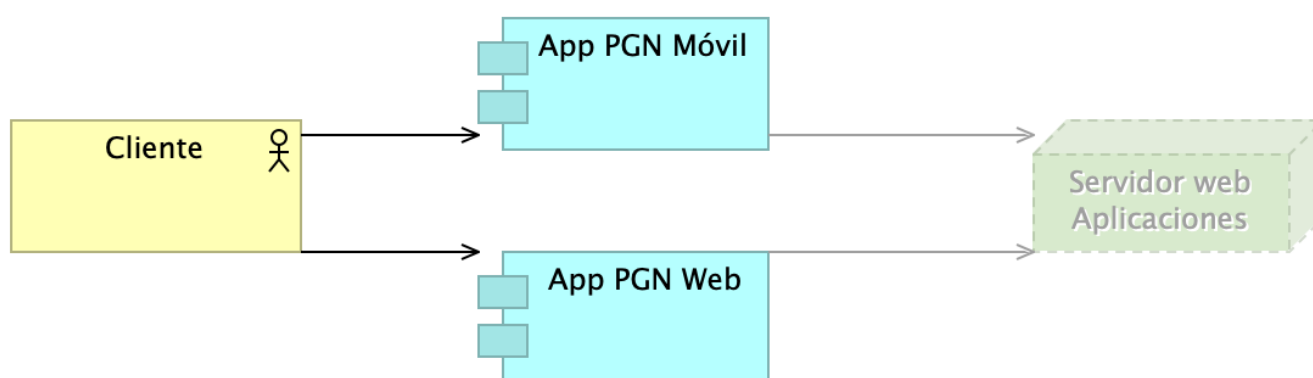 App PGN Móvil
Cliente
Servidor web
Aplicaciones
App PGN Web